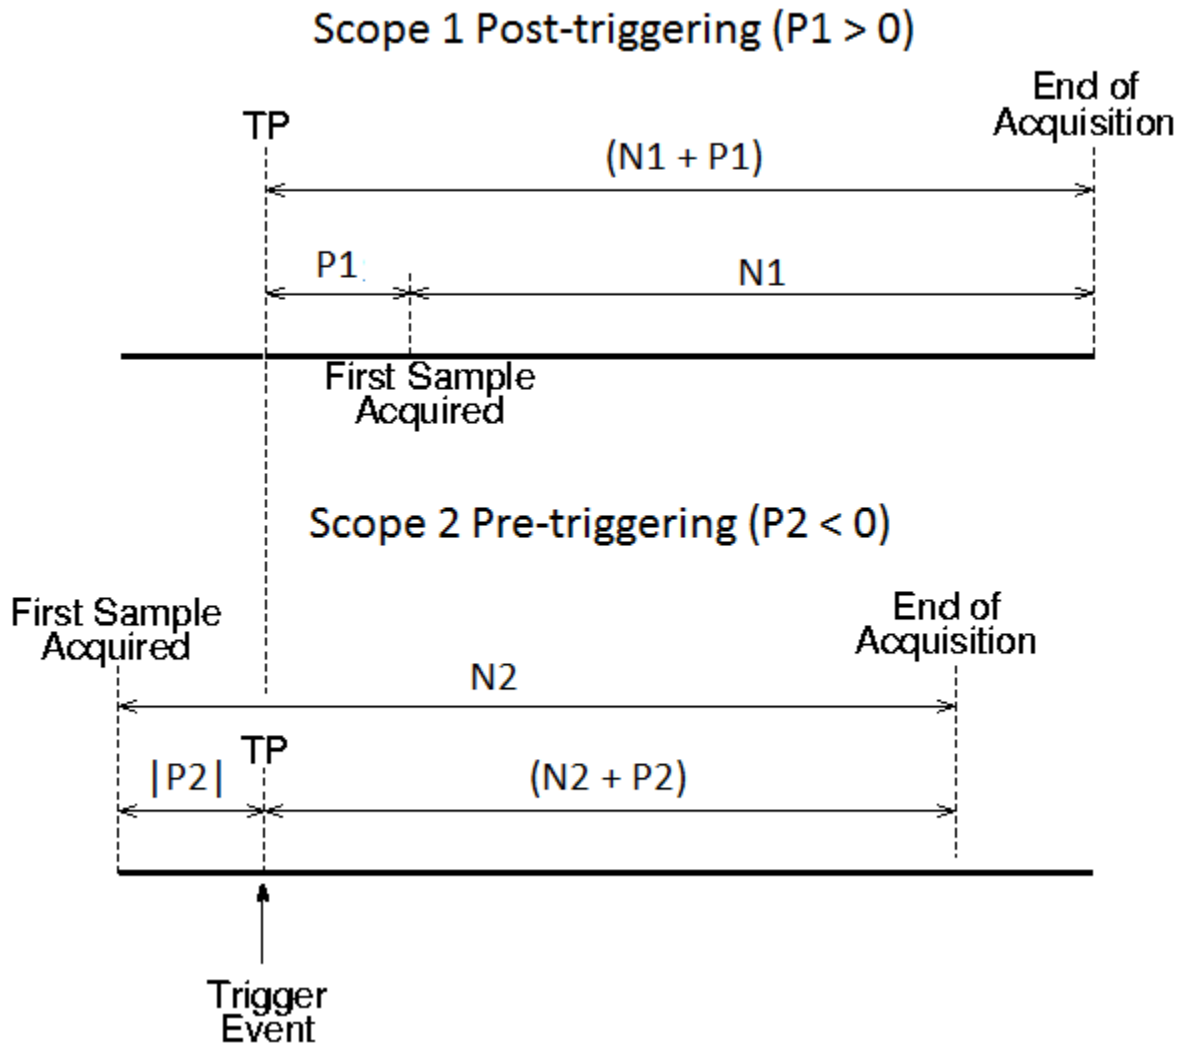 Scope 1 Post-triggering (P1 > 0)
End of
Acquisition
TP
(N1 + P1)
P1
N1
First Sample
Acquired
Scope 2 Pre-triggering (P2 < 0)
First Sample
Acquired
End of
Acquisition
N2
TP
|P2|
(N2 + P2)
Trigger
Event